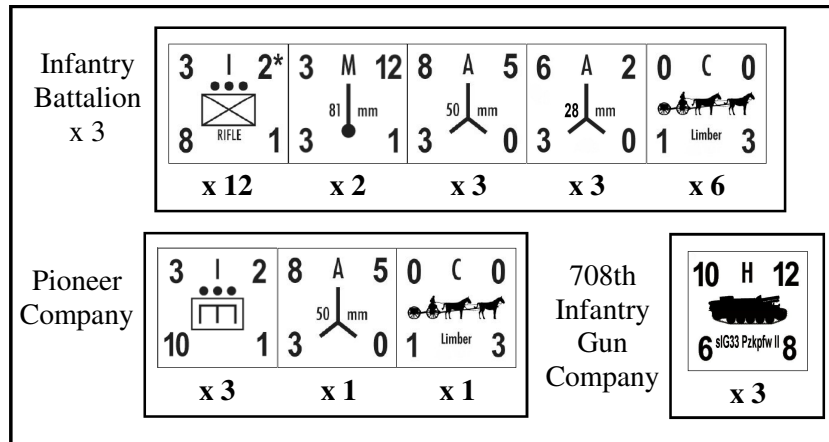 Infantry
Battalion
x 3
3 I 2* 3 M 12 8 A 5 6 A 2 0 C 0
81 mm 50 mm 28 mm
RIFLE Limber
8 1 3 1 3 0 3 0 1 3
x 12 x 2 x 3 x 3 x 6
Pioneer
Company
3 I 2 8 A 5 0 C 0
50 mm
Limber
10 1 3 0 1 3
x 3 x 1 x 1
708th
Infantry
Gun
Company
10 H 12
6 sIG33 Pzkpfw II 8
x 3